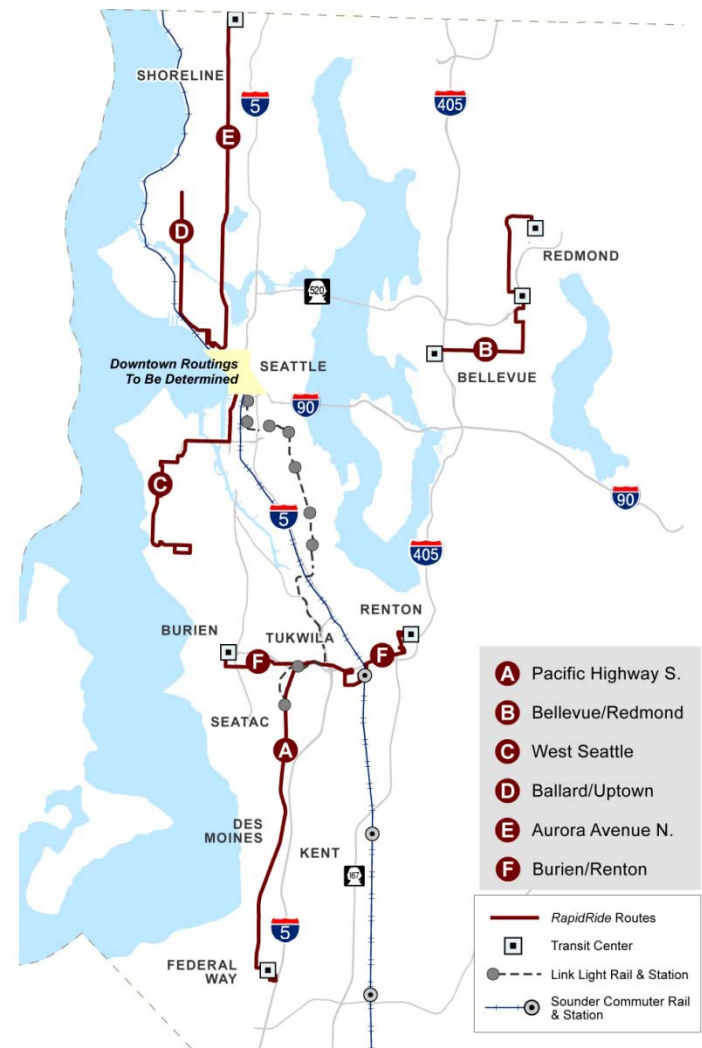 SHORELINE
5
405
E
D
REDMOND
520
B
Downtown Routings
To Be Determined
SEATTLE
BELLEVUE
90
C
5
90
405
RENTON
BURIEN
TUKWILA
F
F
SEATAC
A
DES
MOINES
KENT
167
5
FEDERAL
WAY
A Pacific Highway S.
B Bellevue/Redmond
C West Seattle
D Ballard/Uptown
E Aurora Avenue N.
F Burien/Renton
RapidRide Routes
Transit Center
Link Light Rail & Station
Sounder Commuter Rail
& Station